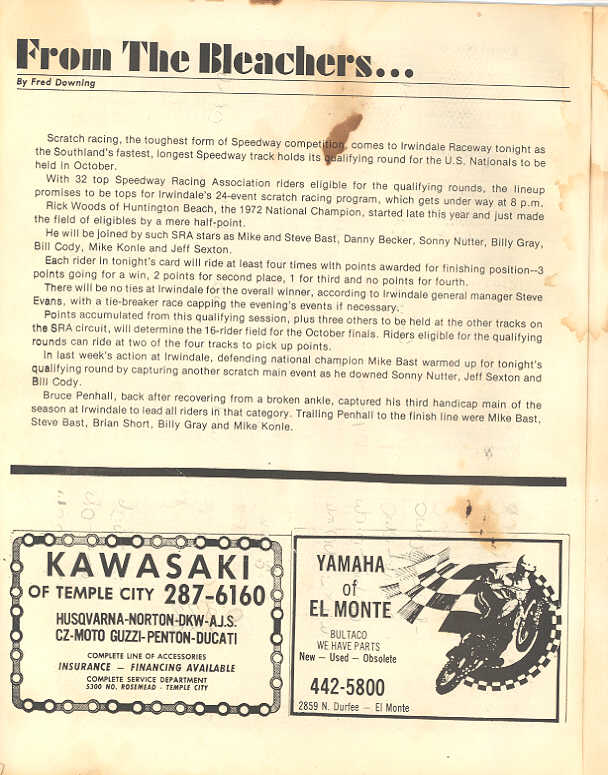 From The Bleachers...
By Fred Downing
Scratch racing, the toughest form of Speedway competition, comes to Irwindale Raceway tonight as
the Southland's fastest, longest Speedway track holds its qualifying round for the U.S. Nationals to be
held in October.
With 32 top Speedway Racing Association riders eligible for the qualifying rounds, the lineup
promises to be tops for Irwindale's 24-event scratch racing program, which gets under way at 8 p.m.
Rick Woods of Huntington Beach, the 1972 National Champion, started late this year and just made
the field of eligibles by a mere half-point.
He will be joined by such SRA stars as Mike and Steve Bast, Danny Becker, Sonny Nutter, Billy Gray,
Bill Cody, Mike Konle and Jeff Sexton.
Each rider in tonight's card will ride at least four times with points awarded for finishing position--3
points going for a win, 2 points for second place, 1 for third and no points for fourth.
There will be no ties at Irwindale for the overall winner, according to Irwindale general manager Steve
Evans, with a tie-breaker race capping the evening's events if necessary.
Points accumulated from this qualifying session, plus three others to be held at the other tracks on
the SRA circuit, will determine the 16-rider field for the October finals. Riders eligible for the qualifying
rounds can ride at two of the four tracks to pick up points.
In last week's action at Irwindale, defending national champion Mike Bast warmed up for tonight's
qualifying round by capturing another scratch main event as he downed Sonny Nutter, Jeff Sexton and
Bill Cody.
Bruce Penhall, back after recovering from a broken ankle, captured his third handicap main of the
season at Irwindale to lead all riders in that category. Trailing Penhall to the finish line were Mike Bast,
Steve Bast, Brian Short, Billy Gray and Mike Konle.
KAWASAKI
OF TEMPLE CITY 287-6160
HUSQVARNA-NORTON-DKW-A.J.S.
CZ-MOTO GUZZI-PENTON-DUCATI
COMPLETE LINE OF ACCESSORIES
INSURANCE — FINANCING AVAILABLE
COMPLETE SERVICE DEPARTMENT
5300 NO. ROSEMEAD - TEMPLE CITY
YAMAHA
of
EL MONTE
BULTACO
WE HAVE PARTS
New — Used — Obsolete
442-5800
2859 N. Durfee — El Monte